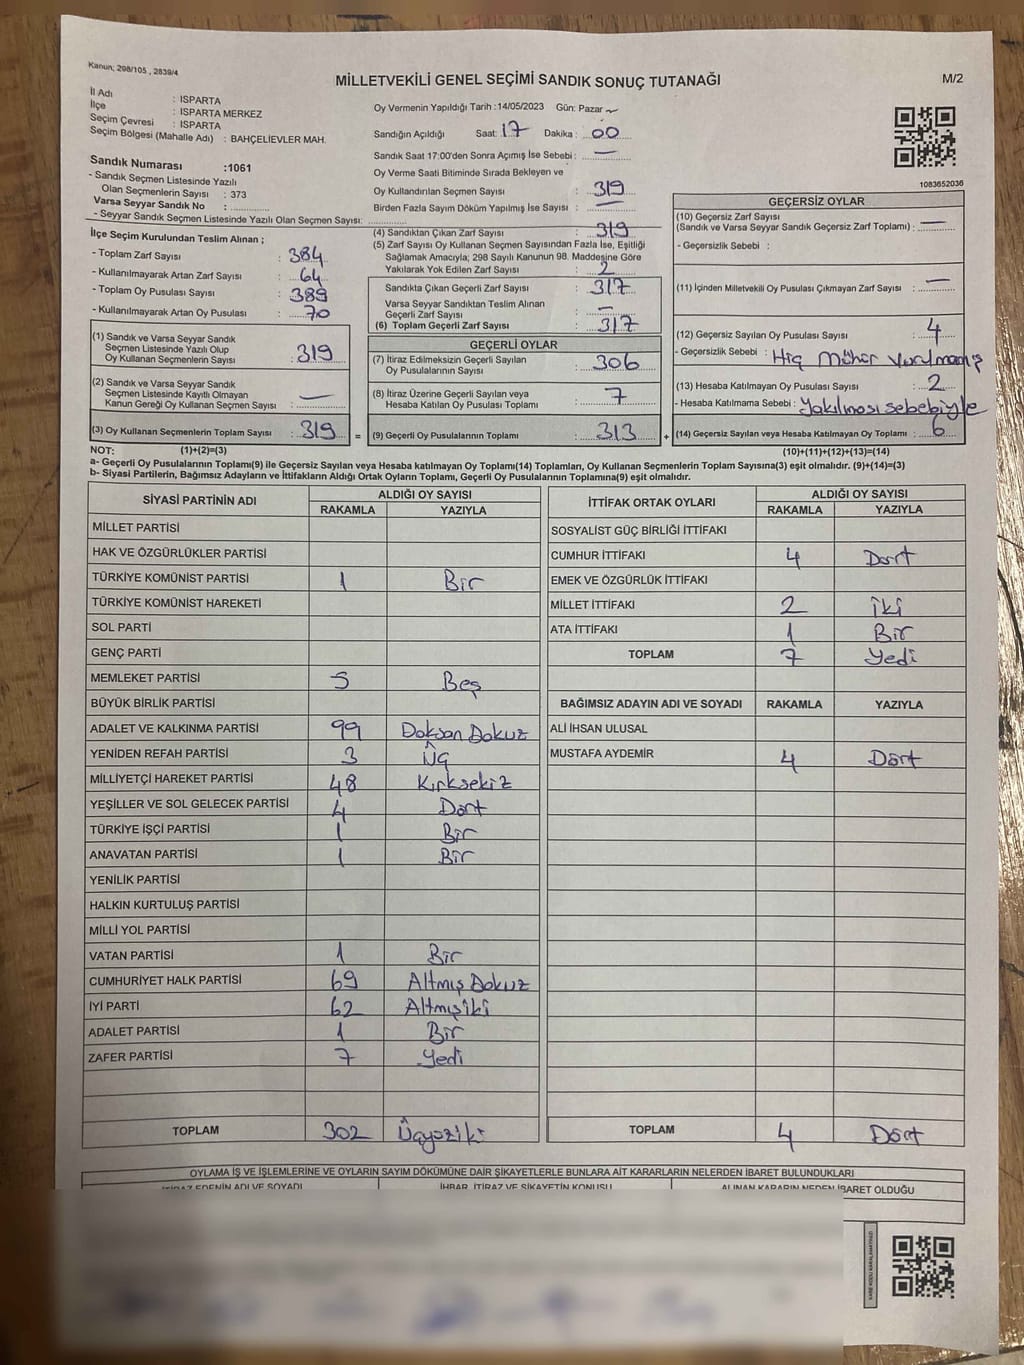 Kanun; 298/105 , 2839/4
MİLLETVEKİLİ GENEL SEÇİMİ SANDIK SONUÇ TUTANAĞI
M/2
İl Adı : ISPARTA
İlçe : ISPARTA MERKEZ
Seçim Çevresi : ISPARTA
Seçim Bölgesi (Mahalle Adı) : BAHÇELİEVLER MAH.
Sandık Numarası :1061
- Sandık Seçmen Listesinde Yazılı
Olan Seçmenlerin Sayısı : 373
Varsa Seyyar Sandık No : ..............
- Seyyar Sandık Seçmen Listesinde Yazılı Olan Seçmen Sayısı: ..............
İlçe Seçim Kurulundan Teslim Alınan ;
- Toplam Zarf Sayısı : 384
- Kullanılmayarak Artan Zarf Sayısı : 64
- Toplam Oy Pusulası Sayısı : 389
- Kullanılmayarak Artan Oy Pusulası : 70
Oy Vermenin Yapıldığı Tarih :14/05/2023 Gün: Pazar
Sandığın Açıldığı Saat: 17 Dakika : 00
Sandık Saat 17:00'den Sonra Açımış İse Sebebi : —
Oy Verme Saati Bitiminde Sırada Bekleyen ve
Oy Kullandırılan Seçmen Sayısı : 319
Birden Fazla Sayım Döküm Yapılmış İse Sayısı : —
(4) Sandıktan Çıkan Zarf Sayısı : 319
(5) Zarf Sayısı Oy Kullanan Seçmen Sayısından Fazla İse, Eşitliği
Sağlamak Amacıyla; 298 Sayılı Kanunun 98. Maddesine Göre
Yakılarak Yok Edilen Zarf Sayısı : 2
Sandıkta Çıkan Geçerli Zarf Sayısı : 317
Varsa Seyyar Sandıktan Teslim Alınan
Geçerli Zarf Sayısı : —
(6) Toplam Geçerli Zarf Sayısı : 317
1083652036
GEÇERSİZ OYLAR
(10) Geçersiz Zarf Sayısı
(Sandık ve Varsa Seyyar Sandık Geçersiz Zarf Toplamı) : —
- Geçersizlik Sebebi :
(11) İçinden Milletvekili Oy Pusulası Çıkmayan Zarf Sayısı : —
(12) Geçersiz Sayılan Oy Pusulası Sayısı : 4
- Geçersizlik Sebebi : Hiç Mühür Vurulmamış
(13) Hesaba Katılmayan Oy Pusulası Sayısı : 2
- Hesaba Katılmama Sebebi : Yakılması sebebiyle
(14) Geçersiz Sayılan veya Hesaba Katılmayan Oy Toplamı : 6
(1) Sandık ve Varsa Seyyar Sandık
Seçmen Listesinde Yazılı Olup
Oy Kullanan Seçmenlerin Sayısı : 319
(2) Sandık ve Varsa Seyyar Sandık
Seçmen Listesinde Kayıtlı Olmayan
Kanun Gereği Oy Kullanan Seçmen Sayısı : —
(3) Oy Kullanan Seçmenlerin Toplam Sayısı : 319 =
GEÇERLİ OYLAR
(7) İtiraz Edilmeksizin Geçerli Sayılan
Oy Pusulalarının Sayısı : 306
(8) İtiraz Üzerine Geçerli Sayılan veya
Hesaba Katılan Oy Pusulası Toplamı : 7
(9) Geçerli Oy Pusulalarının Toplamı : 313 +
NOT: (1)+(2)=(3) (10)+(11)+(12)+(13)=(14)
a- Geçerli Oy Pusulalarının Toplamı(9) ile Geçersiz Sayılan veya Hesaba katılmayan Oy Toplamı(14) Toplamları, Oy Kullanan Seçmenlerin Toplam Sayısına(3) eşit olmalıdır. (9)+(14)=(3)
b- Siyasi Partilerin, Bağımsız Adayların ve İttifakların Aldığı Ortak Oyların Toplamı, Geçerli Oy Pusulalarının Toplamına(9) eşit olmalıdır.
SİYASİ PARTİNİN ADI ALDIĞI OY SAYISI
RAKAMLA YAZIYLA
MİLLET PARTİSİ
HAK VE ÖZGÜRLÜKLER PARTİSİ
TÜRKİYE KOMÜNİST PARTİSİ 1 Bir
TÜRKİYE KOMÜNİST HAREKETİ
SOL PARTİ
GENÇ PARTİ
MEMLEKET PARTİSİ 5 Beş
BÜYÜK BİRLİK PARTİSİ
ADALET VE KALKINMA PARTİSİ 99 Doksan Dokuz
YENİDEN REFAH PARTİSİ 3 Üç
MİLLİYETÇİ HAREKET PARTİSİ 48 Kırksekiz
YEŞİLLER VE SOL GELECEK PARTİSİ 4 Dört
TÜRKİYE İŞÇİ PARTİSİ 1 Bir
ANAVATAN PARTİSİ 1 Bir
YENİLİK PARTİSİ
HALKIN KURTULUŞ PARTİSİ
MİLLİ YOL PARTİSİ
VATAN PARTİSİ 1 Bir
CUMHURİYET HALK PARTİSİ 69 Altmış Dokuz
İYİ PARTİ 62 Altmışiki
ADALET PARTİSİ 1 Bir
ZAFER PARTİSİ 7 Yedi
TOPLAM 302 Üçyüziki
İTTİFAK ORTAK OYLARI ALDIĞI OY SAYISI
RAKAMLA YAZIYLA
SOSYALİST GÜÇ BİRLİĞİ İTTİFAKI
CUMHUR İTTİFAKI 4 Dört
EMEK VE ÖZGÜRLÜK İTTİFAKI
MİLLET İTTİFAKI 2 İki
ATA İTTİFAKI 1 Bir
TOPLAM 7 Yedi
BAĞIMSIZ ADAYIN ADI VE SOYADI RAKAMLA YAZIYLA
ALİ İHSAN ULUSAL
MUSTAFA AYDEMİR 4 Dört
TOPLAM 4 Dört
OYLAMA İŞ VE İŞLEMLERİNE VE OYLARIN SAYIM DÖKÜMÜNE DAİR ŞİKAYETLERLE BUNLARA AİT KARARLARIN NELERDEN İBARET BULUNDUKLARI
İTİRAZ EDENİN ADI VE SOYADI İHBAR, İTİRAZ VE ŞİKAYETİN KONUSU ALINAN KARARIN NEDEN İBARET OLDUĞU